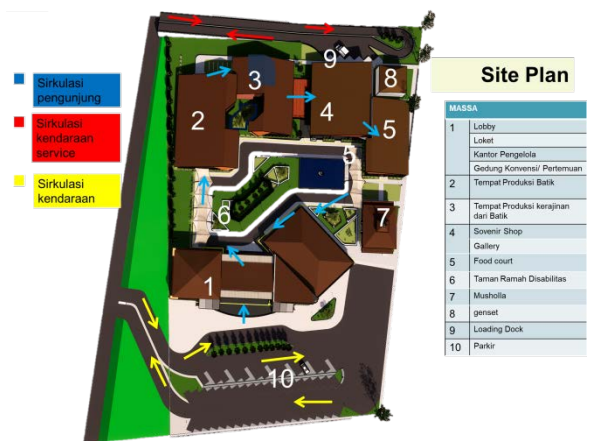 Sirkulasi
pengunjung
Sirkulasi
kendaraan
service
Sirkulasi
kendaraan
9
3
8
2
4
5
6
7
1
10
Site Plan
MASSA
1 Lobby
Loket
Kantor Pengelola
Gedung Konvensi/ Pertemuan
2 Tempat Produksi Batik
3 Tempat Produksi kerajinan
dari Batik
4 Sovenir Shop
Gallery
5 Food court
6 Taman Ramah Disabilitas
7 Musholla
8 genset
9 Loading Dock
10 Parkir